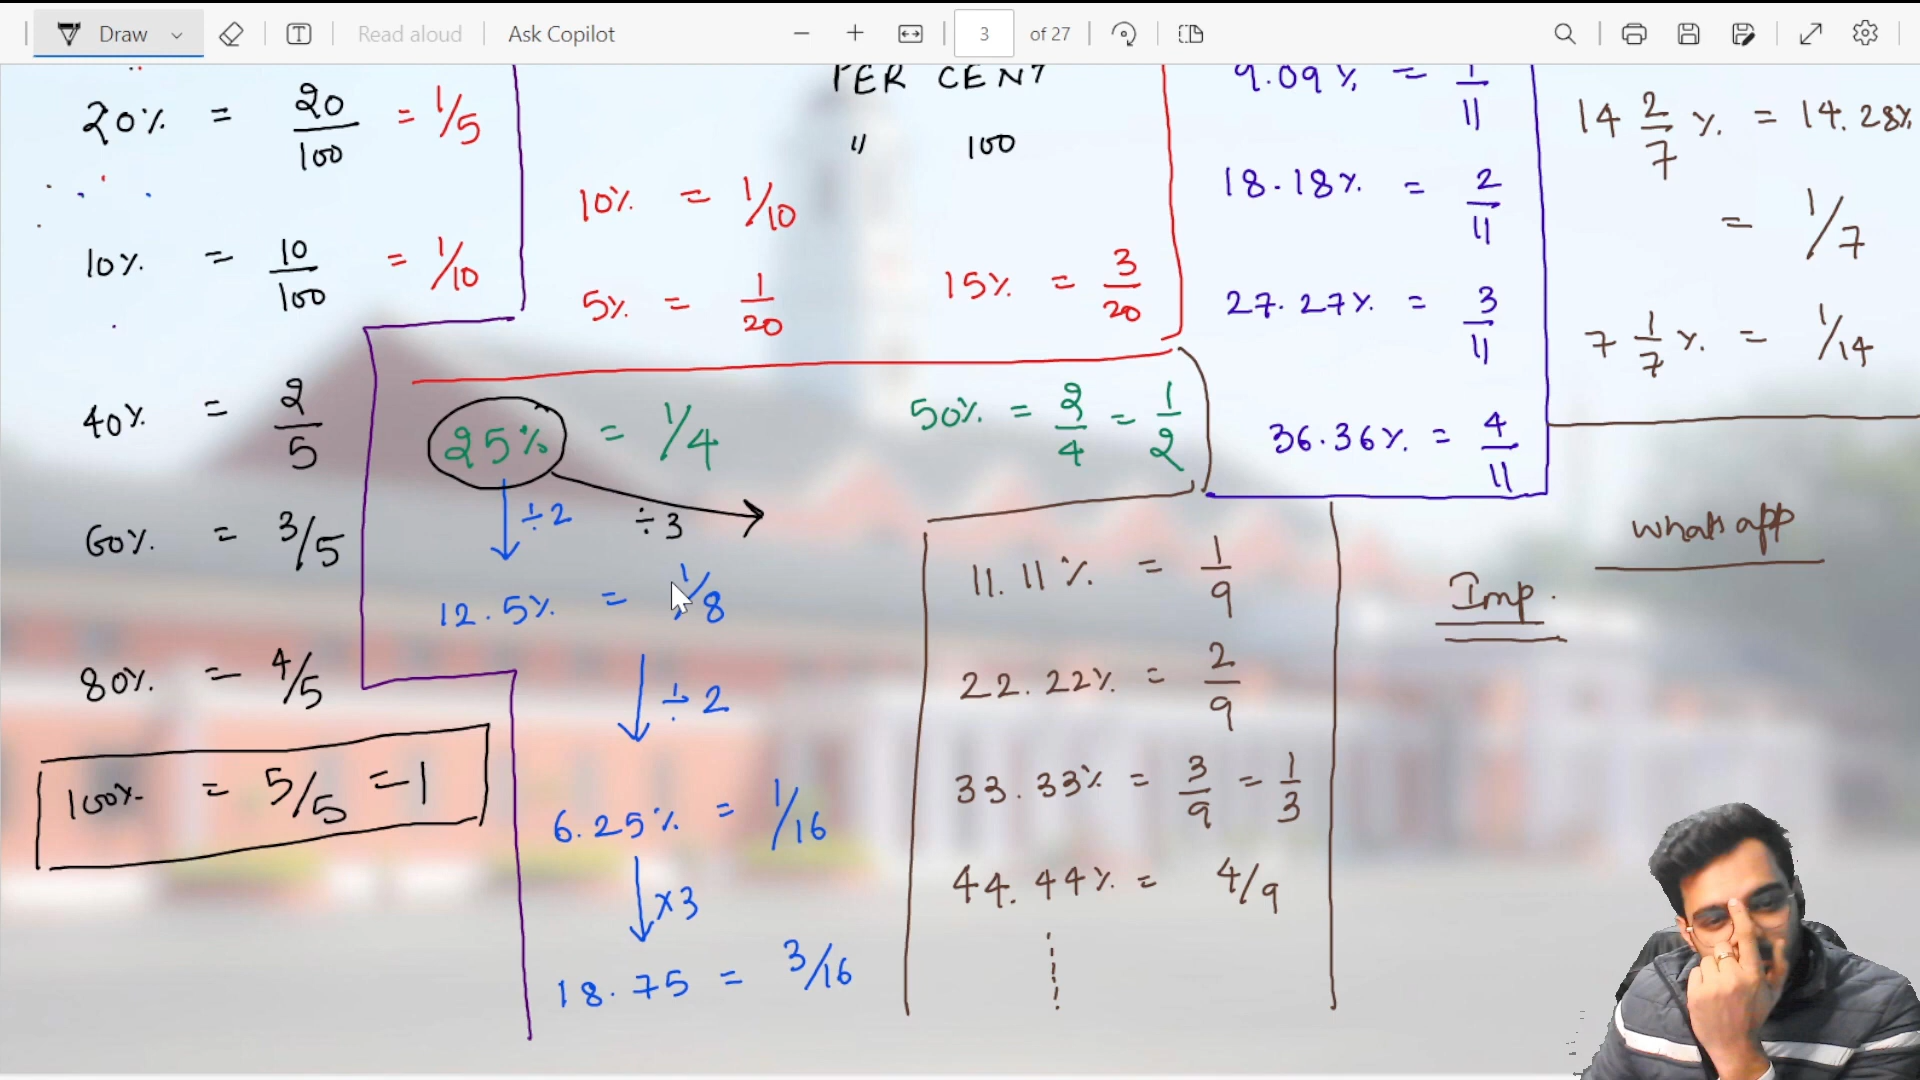 Draw
Read aloud
Ask Copilot
3 of 27
20% = 20/100 = 1/5
10% = 10/100 = 1/10
40% = 2/5
60% = 3/5
80% = 4/5
100% = 5/5 = 1
PER CENT
" 100
10% = 1/10
5% = 1/20
15% = 3/20
25% = 1/4
50% = 2/4 = 1/2
÷2
÷3
12.5% = 1/8
÷2
6.25% = 1/16
×3
18.75 = 3/16
9.09% = 1/11
18.18% = 2/11
27.27% = 3/11
36.36% = 4/11
14 2/7 % = 14.28%
= 1/7
7 1/7 % = 1/14
11.11% = 1/9
22.22% = 2/9
33.33% = 3/9 = 1/3
44.44% = 4/9
whatsapp
Imp.